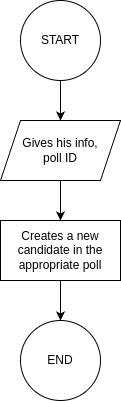 START
Gives his info,
poll ID
Creates a new
candidate in the
appropriate poll
END